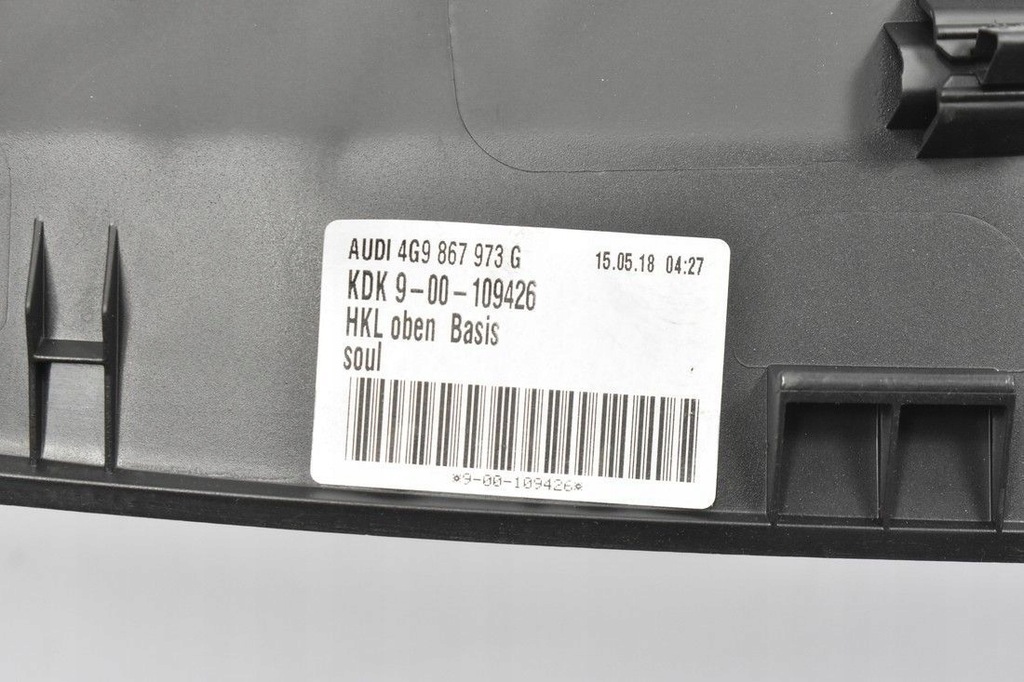 AUDI 4G9 867 973 G 15.05.18 04:27
KDK 9-00-109426
HKL oben Basis
soul
*9-00-109426*